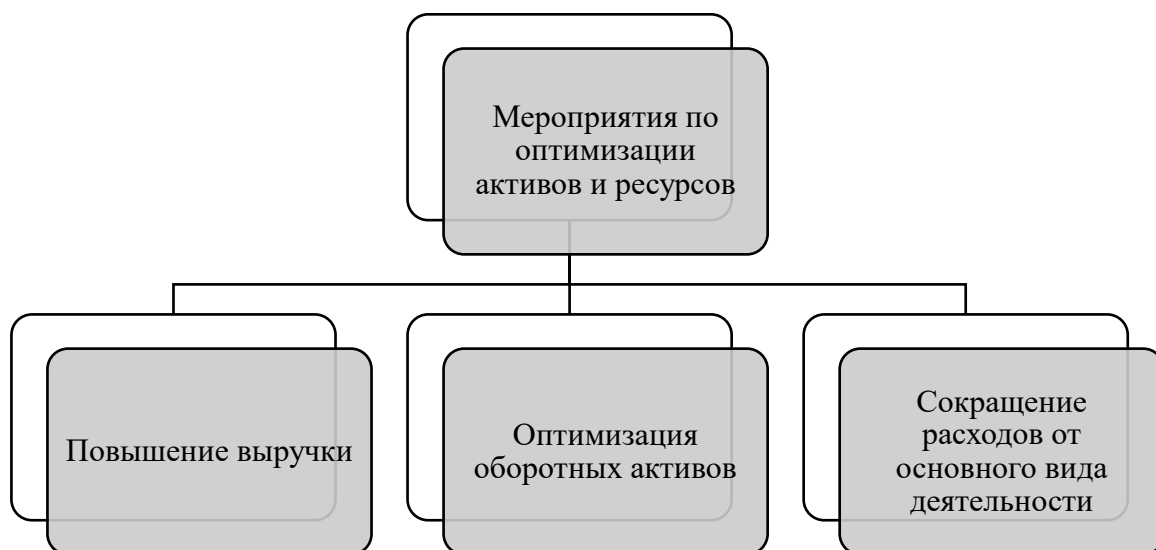 Мероприятия по
оптимизации
активов и ресурсов
Повышение выручки
Оптимизация
оборотных активов
Сокращение
расходов от
основного вида
деятельности